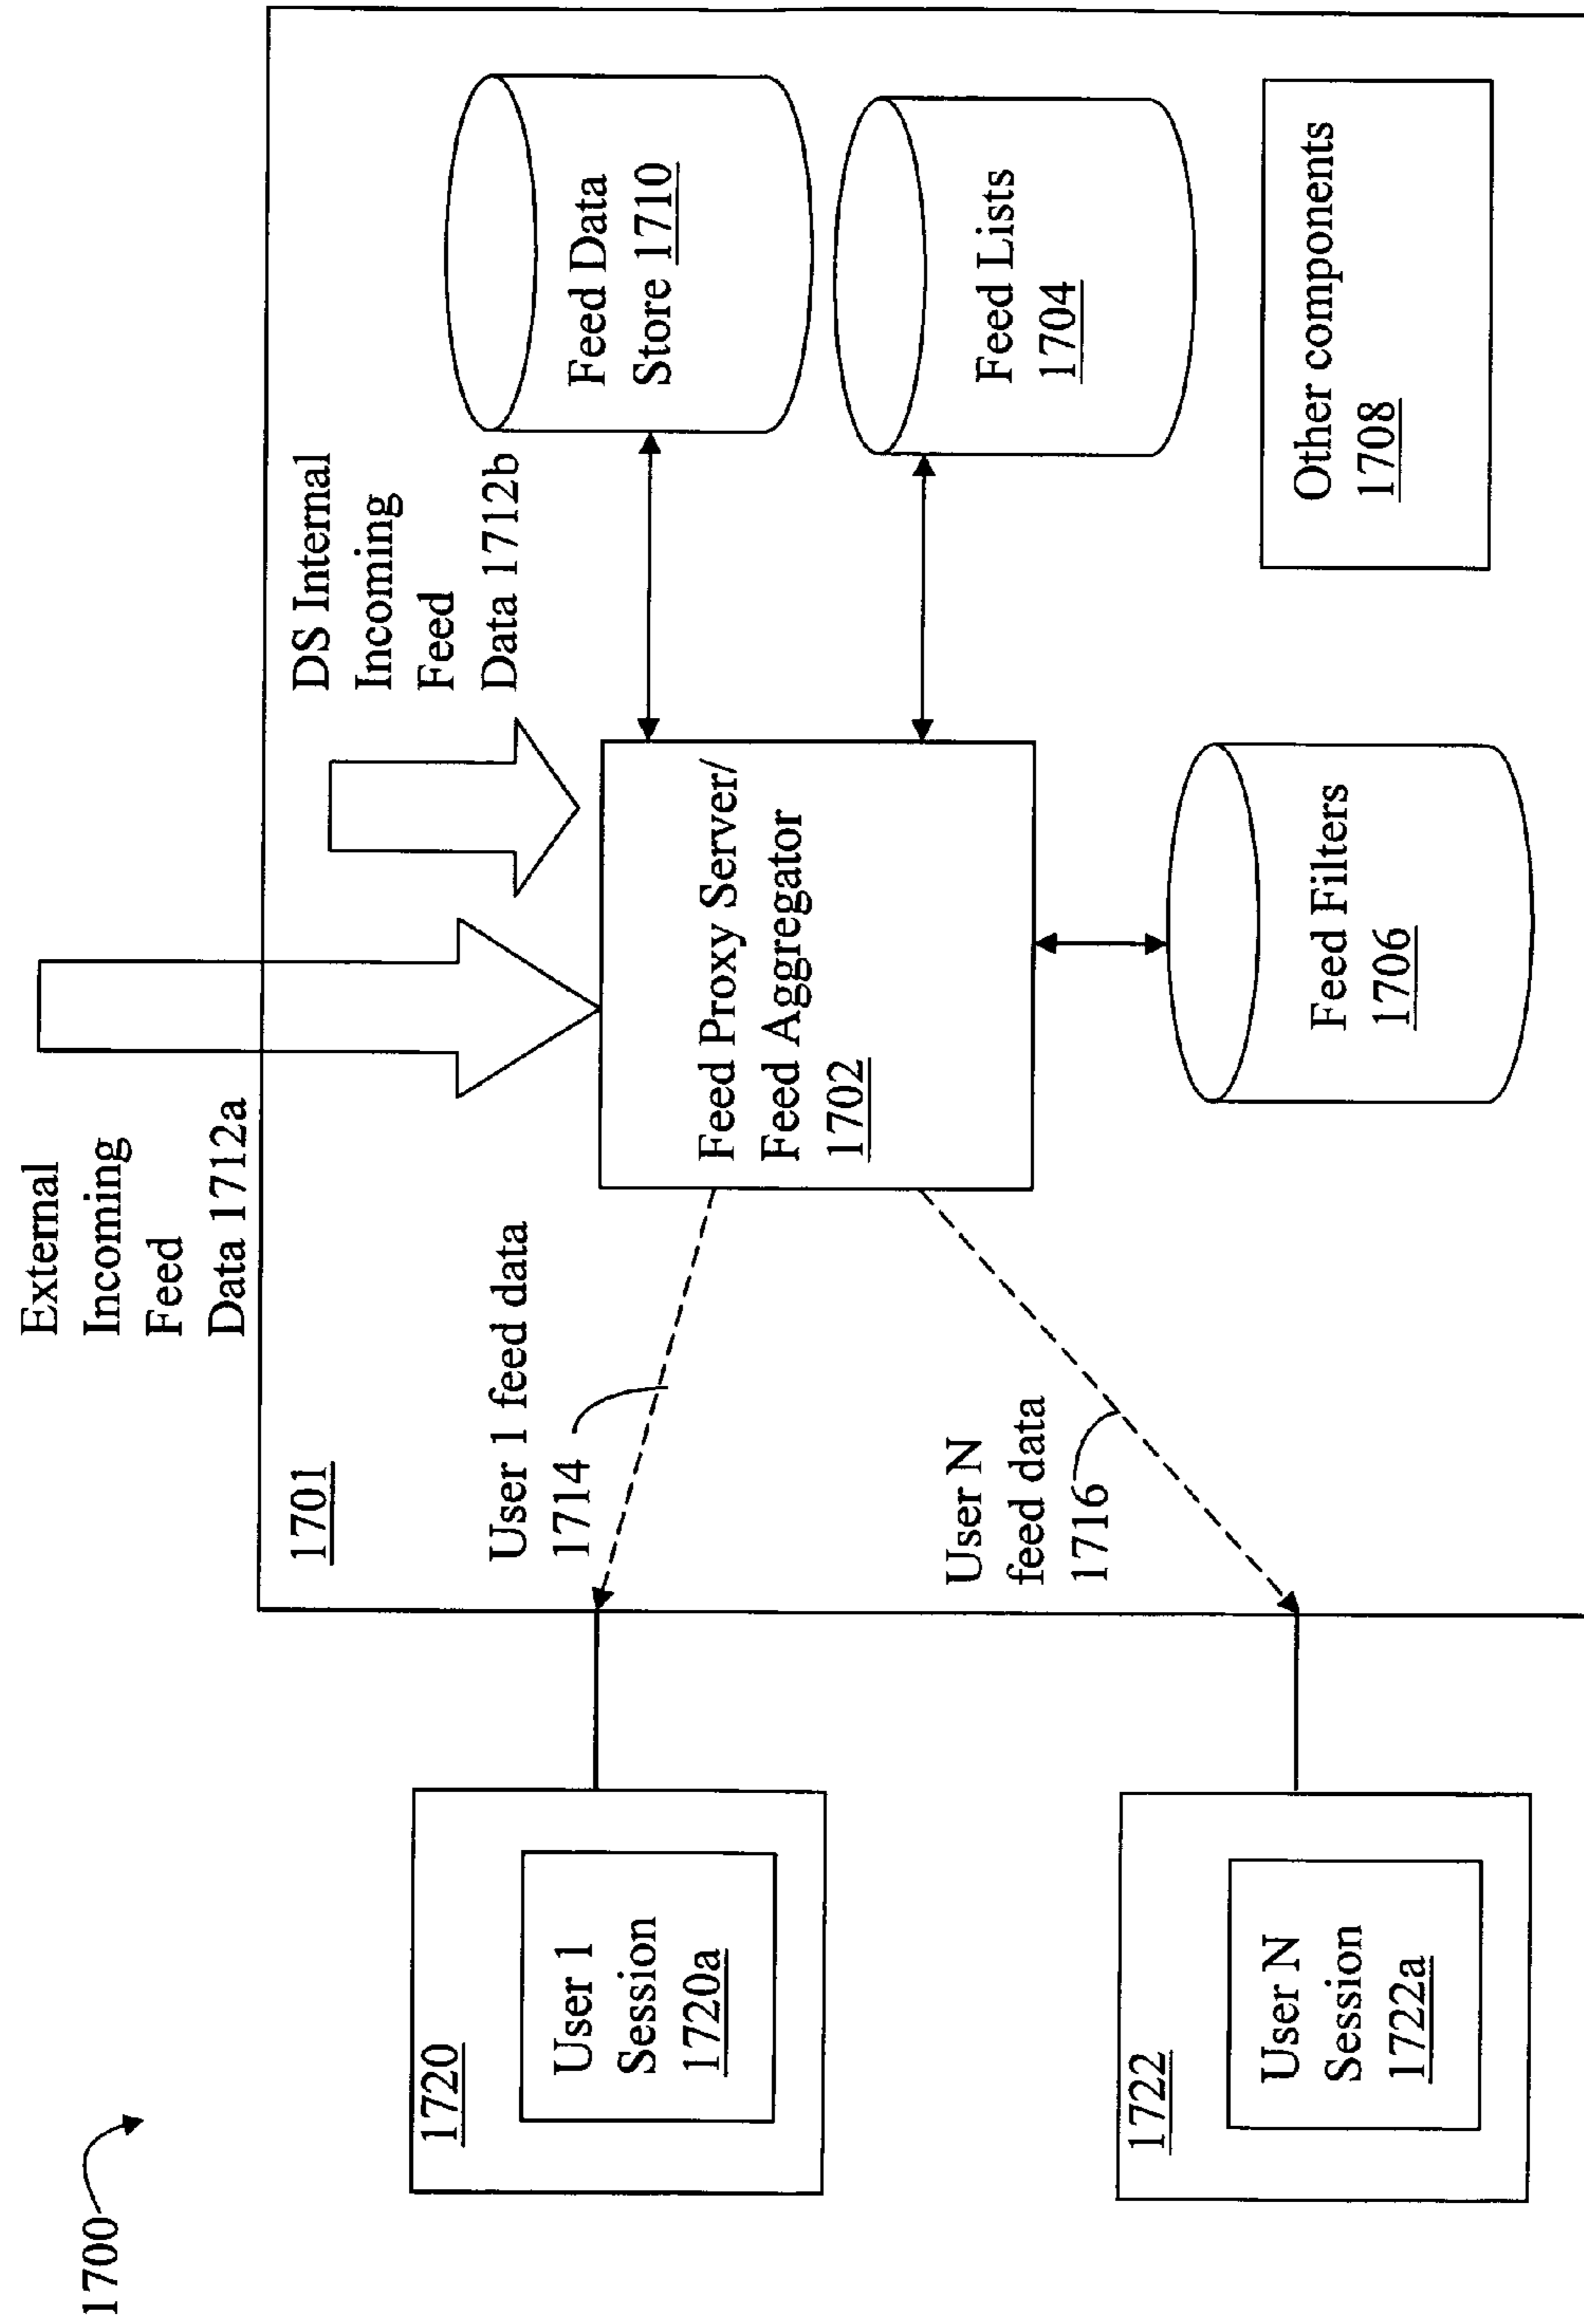 1700
External
Incoming
Feed
Data 1712a
DS Internal
Incoming
Feed
Data 1712b
1701
User 1 feed data
1714
User N
feed data
1716
1720
User 1
Session
1720a
1722
User N
Session
1722a
Feed Proxy Server/
Feed Aggregator
1702
Feed Data
Store 1710
Feed Lists
1704
Feed Filters
1706
Other components
1708